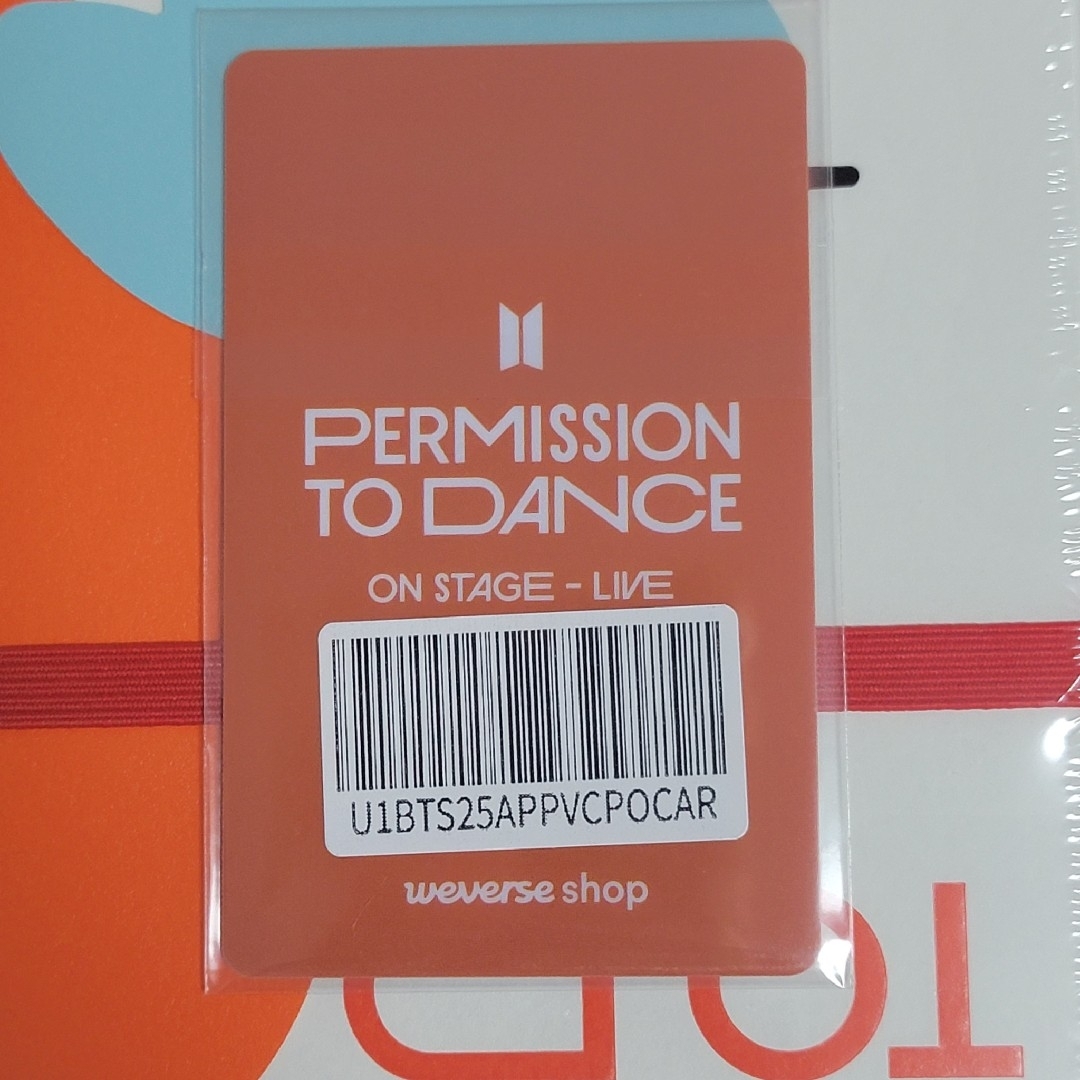 PERMISSION
TO DANCE
ON STAGE - LIVE
U1BTS25APPVCPOCAR
weverse shop